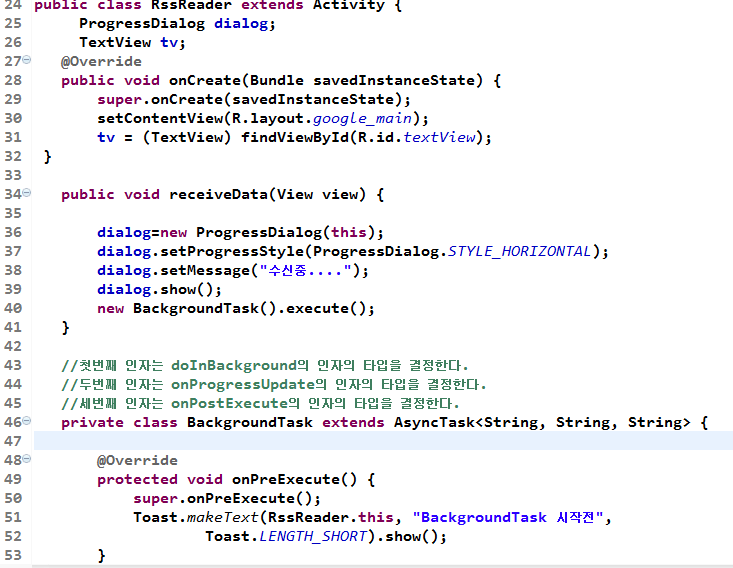 24 public class RssReader extends Activity {
25 ProgressDialog dialog;
26 TextView tv;
27 @Override
28 public void onCreate(Bundle savedInstanceState) {
29 super.onCreate(savedInstanceState);
30 setContentView(R.layout.google_main);
31 tv = (TextView) findViewById(R.id.textView);
32 }
33
34 public void receiveData(View view) {
35
36 dialog=new ProgressDialog(this);
37 dialog.setProgressStyle(ProgressDialog.STYLE_HORIZONTAL);
38 dialog.setMessage("수신중....");
39 dialog.show();
40 new BackgroundTask().execute();
41 }
42
43 //첫번째 인자는 doInBackground의 인자의 타입을 결정한다.
44 //두번째 인자는 onProgressUpdate의 인자의 타입을 결정한다.
45 //세번째 인자는 onPostExecute의 인자의 타입을 결정한다.
46 private class BackgroundTask extends AsyncTask<String, String, String> {
47
48 @Override
49 protected void onPreExecute() {
50 super.onPreExecute();
51 Toast.makeText(RssReader.this, "BackgroundTask 시작전",
52 Toast.LENGTH_SHORT).show();
53 }